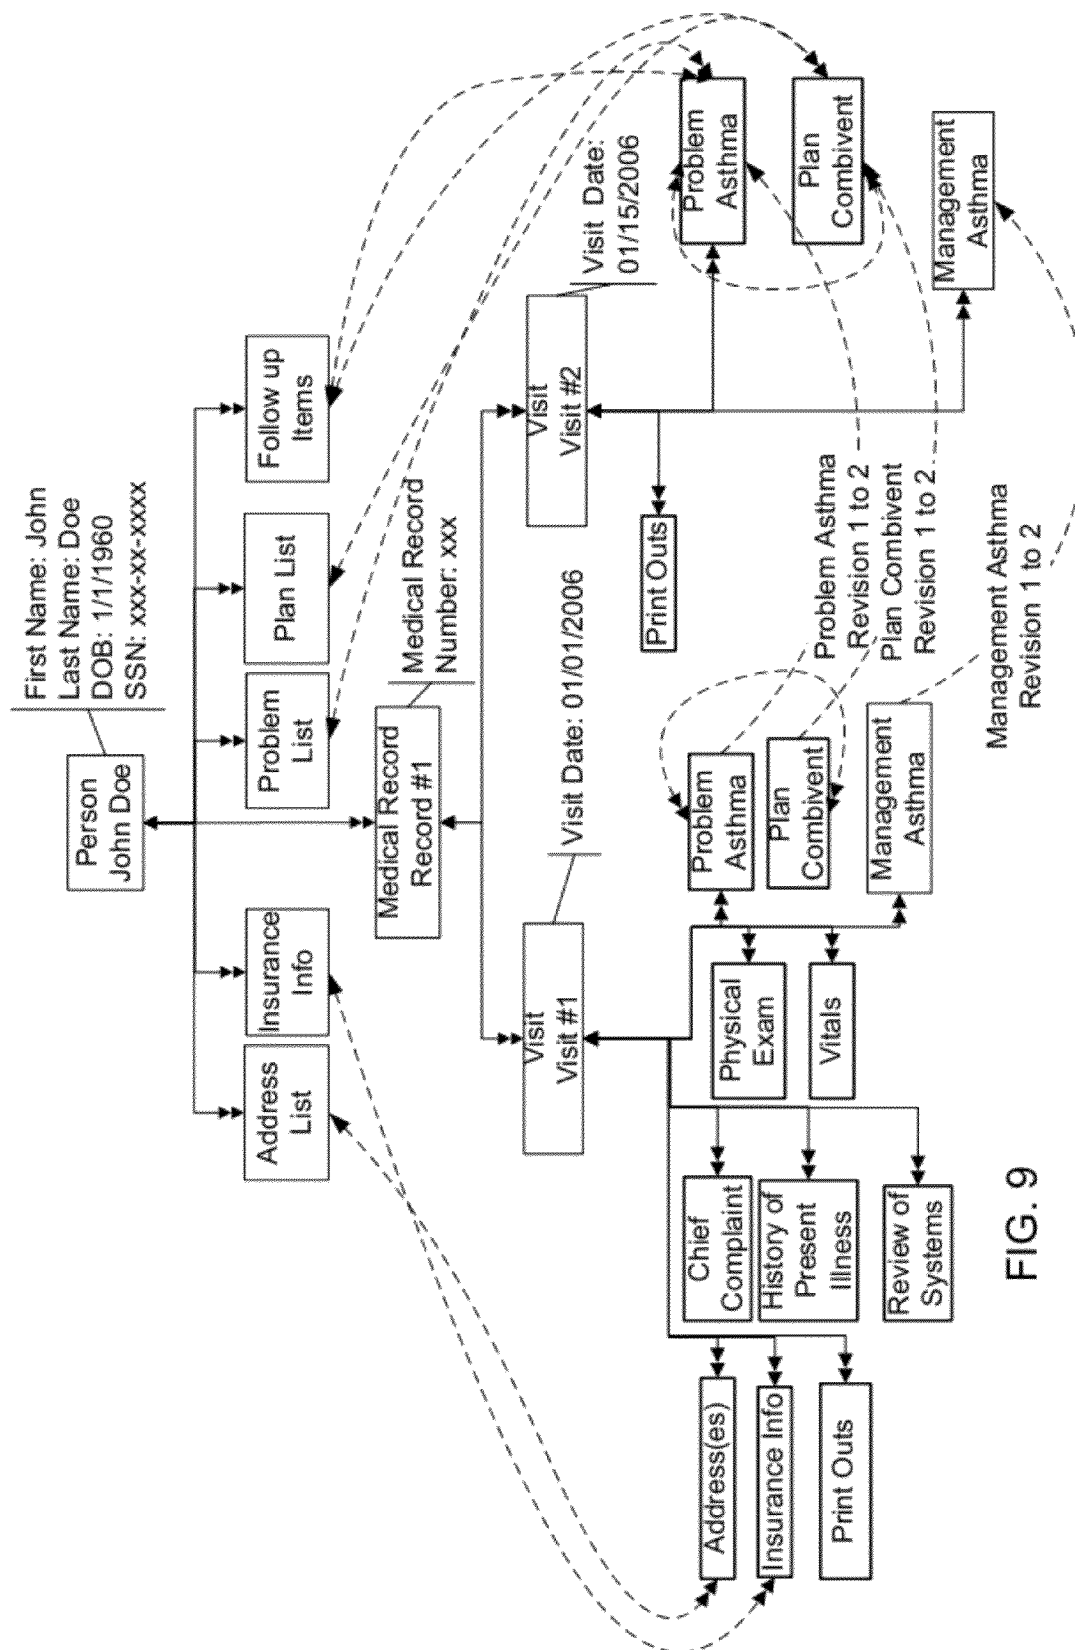 First Name: John
Last Name: Doe
DOB: 1/1/1960
SSN: xxx-xx-xxxx
Person
John Doe
Address
List
Insurance
Info
Problem
List
Plan List
Follow up
Items
Medical Record
Record #1
Medical Record
Number: xxx
Visit
Visit #1
Visit Date: 01/01/2006
Visit
Visit #2
Visit Date:
01/15/2006
Address(es)
Insurance Info
Print Outs
Chief
Complaint
History of
Present
Illness
Review of
Systems
Physical
Exam
Vitals
Problem
Asthma
Plan
Combivent
Management
Asthma
Print Outs
Problem
Asthma
Plan
Combivent
Management
Asthma
Problem Asthma
Revision 1 to 2
Plan Combivent
Revision 1 to 2
Management Asthma
Revision 1 to 2
FIG. 9